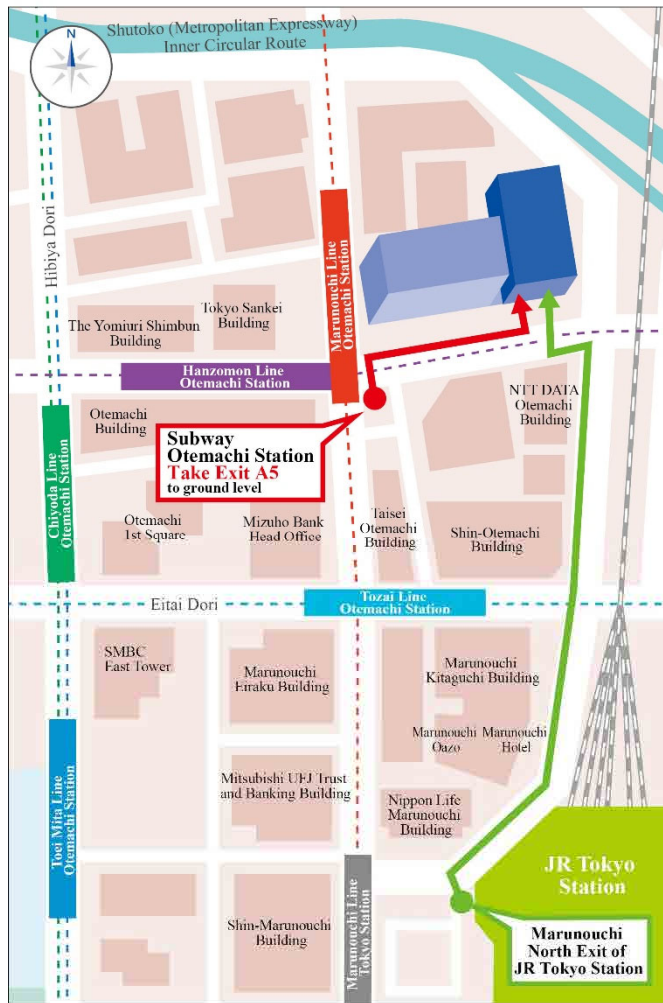 Shutoko (Metropolitan Expressway)
Inner Circular Route
N
Hibiya Dori
Marunouchi Line
Otemachi Station
The Yomiuri Shimbun
Building
Tokyo Sankei
Building
Hanzomon Line
Otemachi Station
Otemachi
Building
Subway
Otemachi Station
Take Exit A5
to ground level
NTT DATA
Otemachi
Building
Chiyoda Line
Otemachi Station
Otemachi
1st Square
Mizuho Bank
Head Office
Taisei
Otemachi
Building
Shin-Otemachi
Building
Eitai Dori
Tozai Line
Otemachi Station
SMBC
East Tower
Marunouchi
Eiraku Building
Marunouchi
Kitaguchi Building
Marunouchi
Oazo
Marunouchi
Hotel
Toei Mita Line
Otemachi Station
Mitsubishi UFJ Trust
and Banking Building
Nippon Life
Marunouchi
Building
JR Tokyo
Station
Shin-Marunouchi
Building
Marunouchi Line
Tokyo Station
Marunouchi
North Exit of
JR Tokyo Station